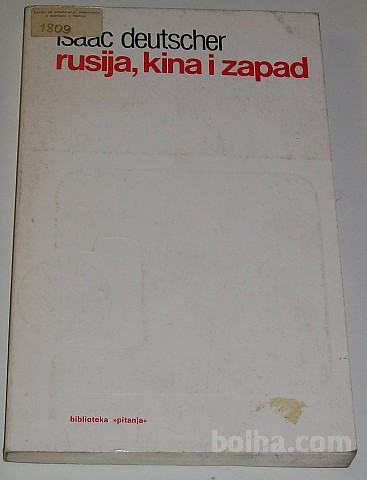 1809
isaac deutscher
rusija, kina i zapad
biblioteka »pitanja«
bolha.com